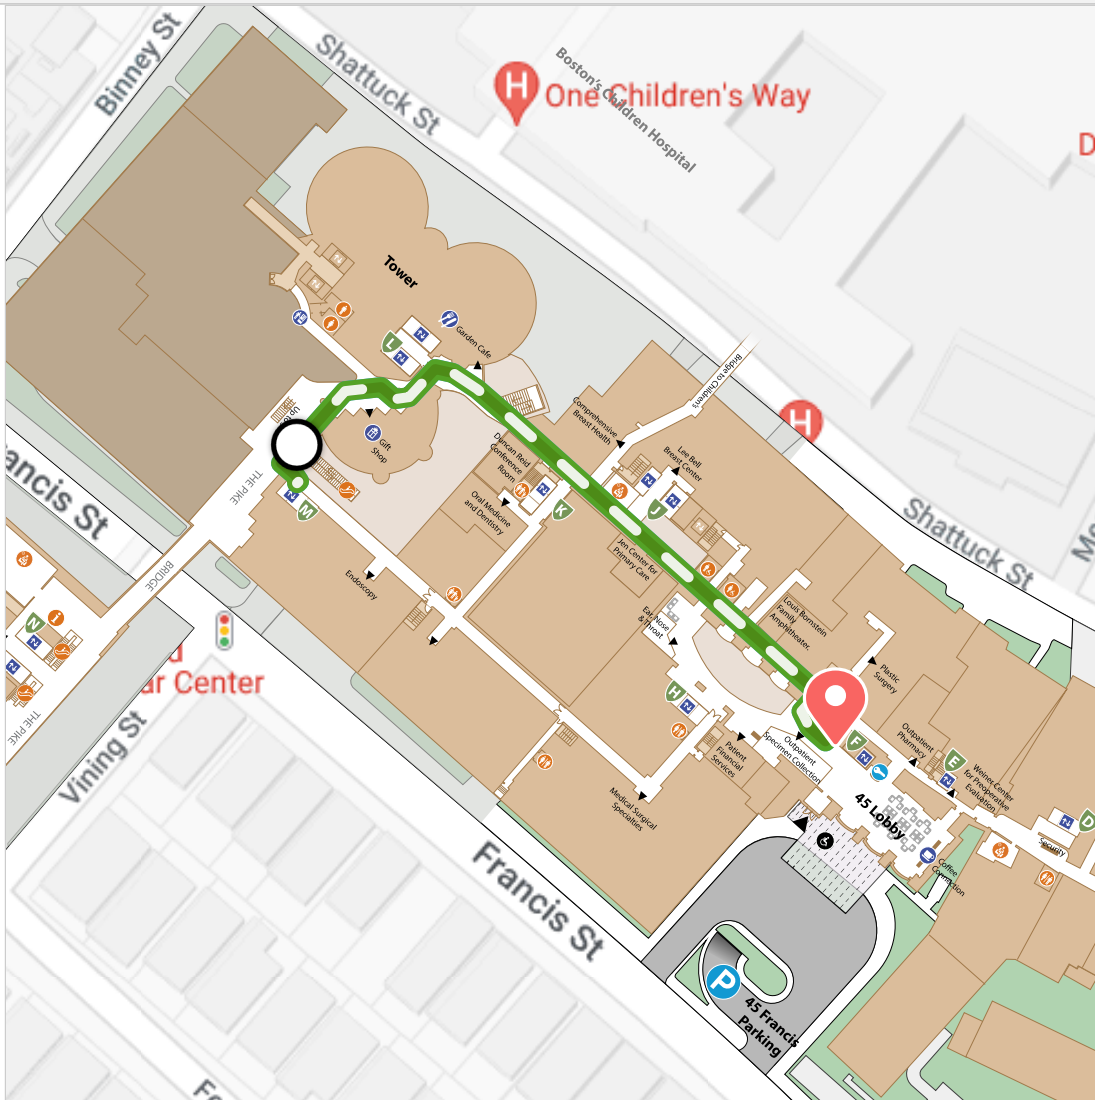 Binney St
Shattuck St
Boston's Children Hospital
H
One Children's Way
D
Tower
Garden Cafe
L
Bridge to Children's
H
Comprehensive
Breast Health
Up to
Gift
Shop
Lee Bell
Breast Center
Duncan Reid
Conference
Room
THE PIKE
M
Oral Medicine
and Dentistry
K
J
ancis St
Shattuck St
Jen Center for
Primary Care
BRIDGE
Endoscopy
Louis Bornstein
Family
Amphitheater.
Ear, Nose
& Throat
N
i
Plastic
Surgery
d
ar Center
H
THE PIKE
Vining St
Outpatient
Specimen Collection
F
Patient
Financial
Services
Outpatient
Pharmacy
E
Weiner Center
for Preoperative
Evaluation
Medical Surgical
Specialties
45 Lobby
D
Security
Coffee
Connection
Francis St
P
45 Francis
Parking